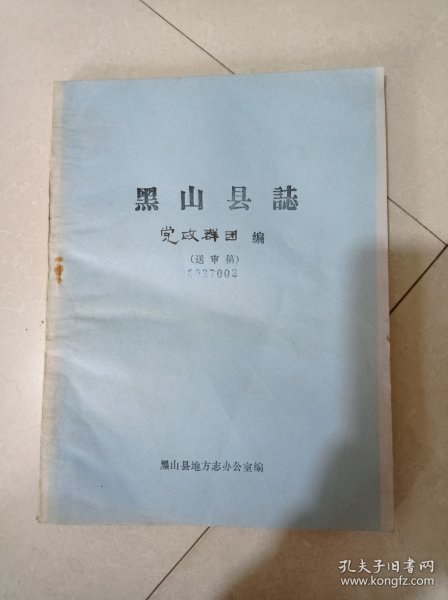 黑山县誌
党政群团 编
(送审稿)
8027002
黑山县地方志办公室编
孔夫子旧书网
www.kongfz.com